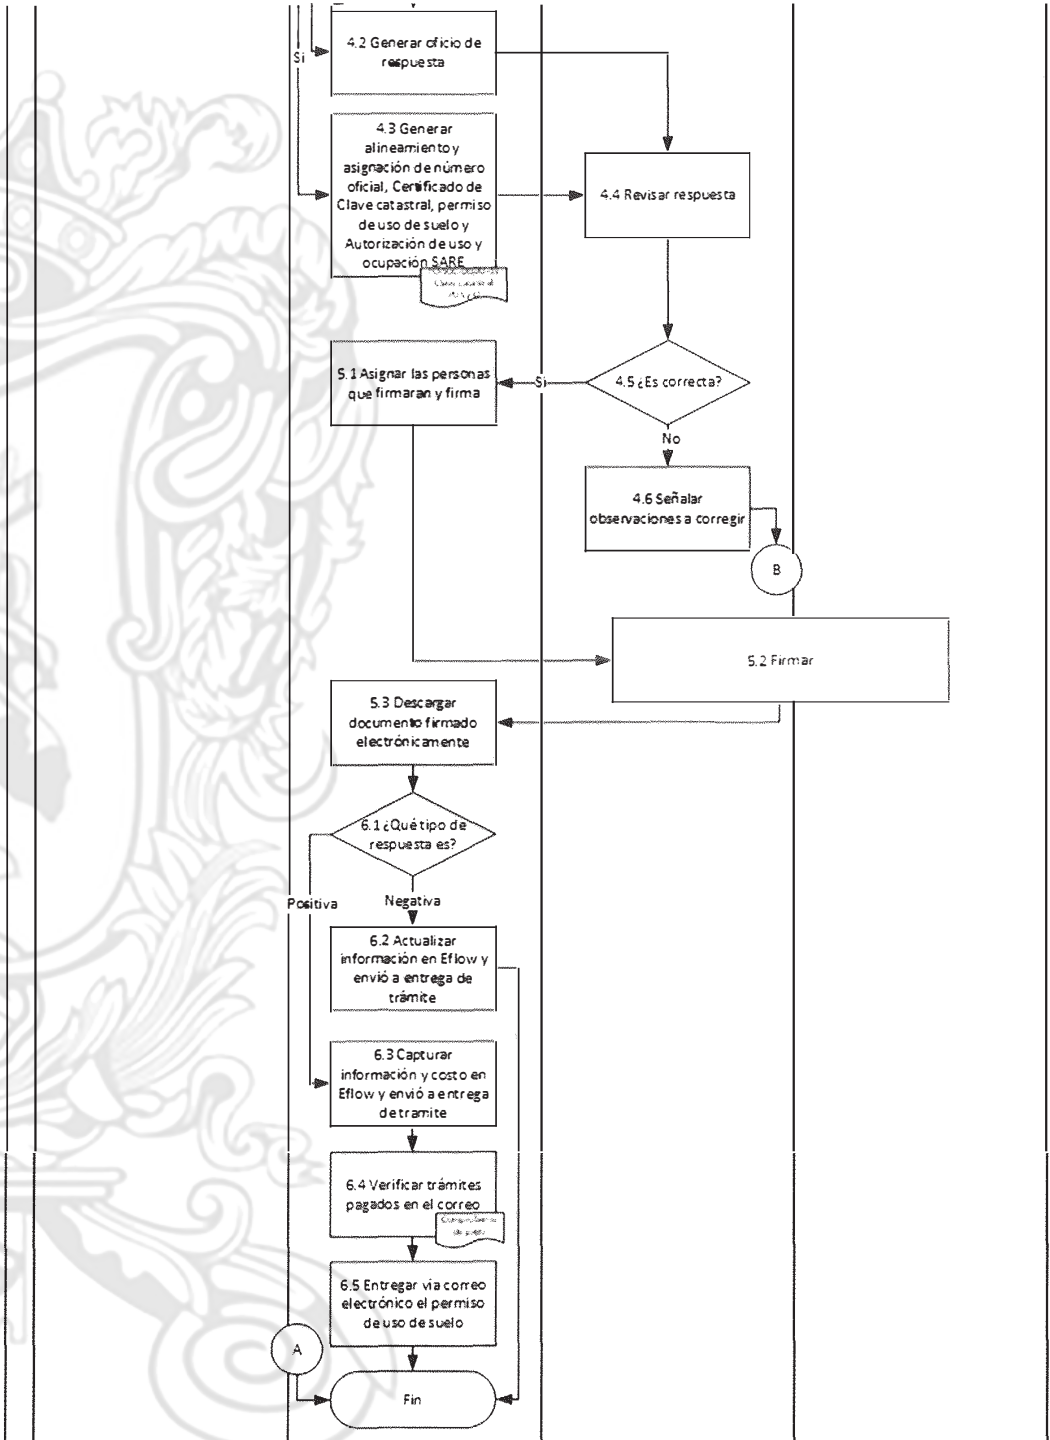 4.2 Generar oficio de
respuesta
Si
4.3 Generar
alineamiento y
asignación de número
oficial, Certificado de
Clave catastral, permiso
de uso de suelo y
Autorización de uso y
ocupación SARE
Clave catastral
4.4 Revisar respuesta
4.5 ¿Es correcta?
Si
5.1 Asignar las personas
que firmaran y firma
No
4.6 Señalar
observaciones a corregir
B
5.2 Firmar
5.3 Descargar
documento firmado
electrónicamente
6.1 ¿Qué tipo de
respuesta es?
Positiva
Negativa
6.2 Actualizar
información en Eflow y
envió a entrega de
trámite
6.3 Capturar
información y costo en
Eflow y envió a entrega
de tramite
6.4 Verificar trámites
pagados en el correo
6.5 Entregar via correo
electrónico el permiso
de uso de suelo
A
Fin